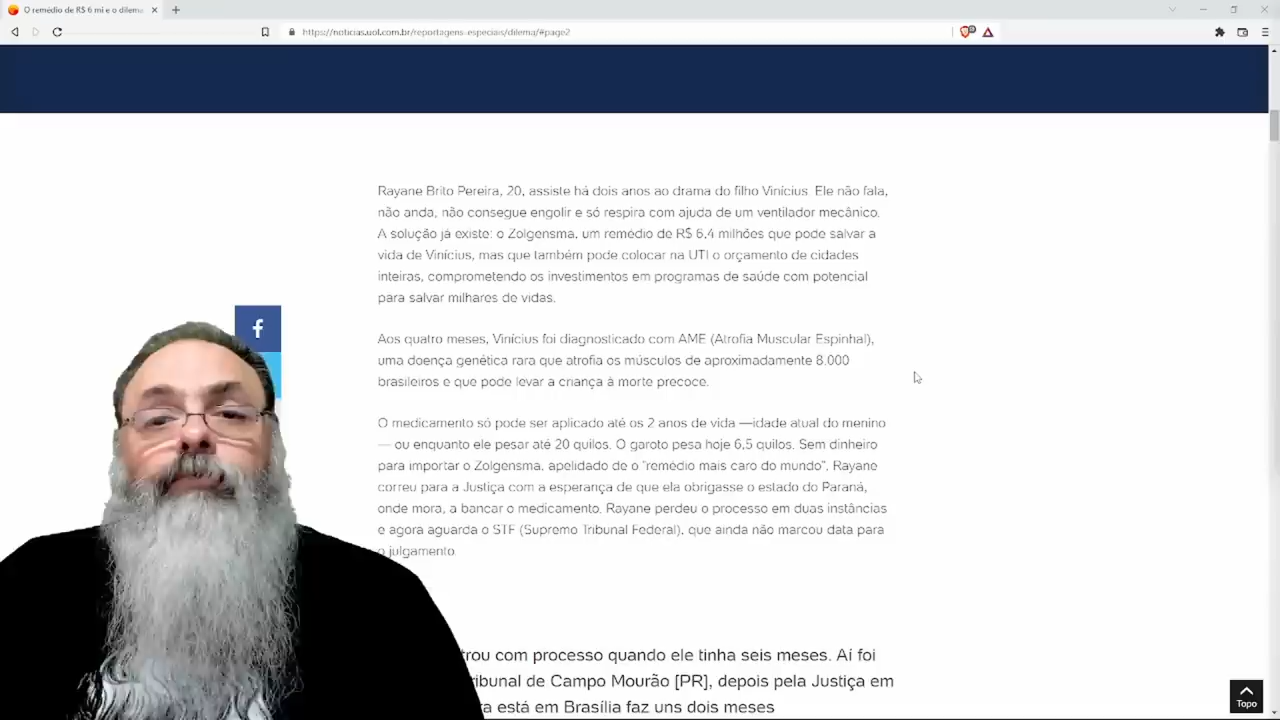 O remédio de R$ 6 mi e o dilema
https://noticias.uol.com.br/reportagens-especiais/dilema/#page2
Rayane Brito Pereira, 20, assiste há dois anos ao drama do filho Vinícius. Ele não fala,
não anda, não consegue engolir e só respira com ajuda de um ventilador mecânico.
A solução já existe: o Zolgensma, um remédio de R$ 6,4 milhões que pode salvar a
vida de Vinícius, mas que também pode colocar na UTI o orçamento de cidades
inteiras, comprometendo os investimentos em programas de saúde com potencial
para salvar milhares de vidas.
Aos quatro meses, Vinícius foi diagnosticado com AME (Atrofia Muscular Espinhal),
uma doença genética rara que atrofia os músculos de aproximadamente 8.000
brasileiros e que pode levar a criança à morte precoce.
O medicamento só pode ser aplicado até os 2 anos de vida —idade atual do menino
— ou enquanto ele pesar até 20 quilos. O garoto pesa hoje 6,5 quilos. Sem dinheiro
para importar o Zolgensma, apelidado de o "remédio mais caro do mundo", Rayane
correu para a Justiça com a esperança de que ela obrigasse o estado do Paraná,
onde mora, a bancar o medicamento. Rayane perdeu o processo em duas instâncias
e agora aguarda o STF (Supremo Tribunal Federal), que ainda não marcou data para
o julgamento.
trou com processo quando ele tinha seis meses. Aí foi
ribunal de Campo Mourão [PR], depois pela Justiça em
ra está em Brasília faz uns dois meses
Topo